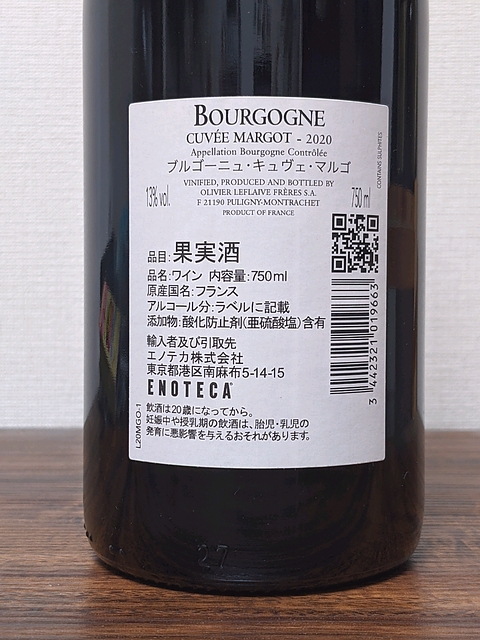 BOURGOGNE
CUVÉE MARGOT - 2020
Appellation Bourgogne Contrôlée
ブルゴーニュ・キュヴェ・マルゴ
VINIFIED, PRODUCED AND BOTTLED BY
OLIVIER LEFLAIVE FRÈRES S.A.
F 21190 PULIGNY-MONTRACHET
PRODUCT OF FRANCE
13% vol.
750 ml
CONTAINS SULPHITES
品目:果実酒
品名:ワイン 内容量:750ml
原産国名:フランス
アルコール分:ラベルに記載
添加物:酸化防止剤(亜硫酸塩)含有
輸入者及び引取先
エノテカ株式会社
東京都港区南麻布5-14-15
ENOTECA
飲酒は20歳になってから。
妊娠中や授乳期の飲酒は、胎児・乳児の
発育に悪影響を与えるおそれがあります。
L20MGO-1
3 442321 019663
27